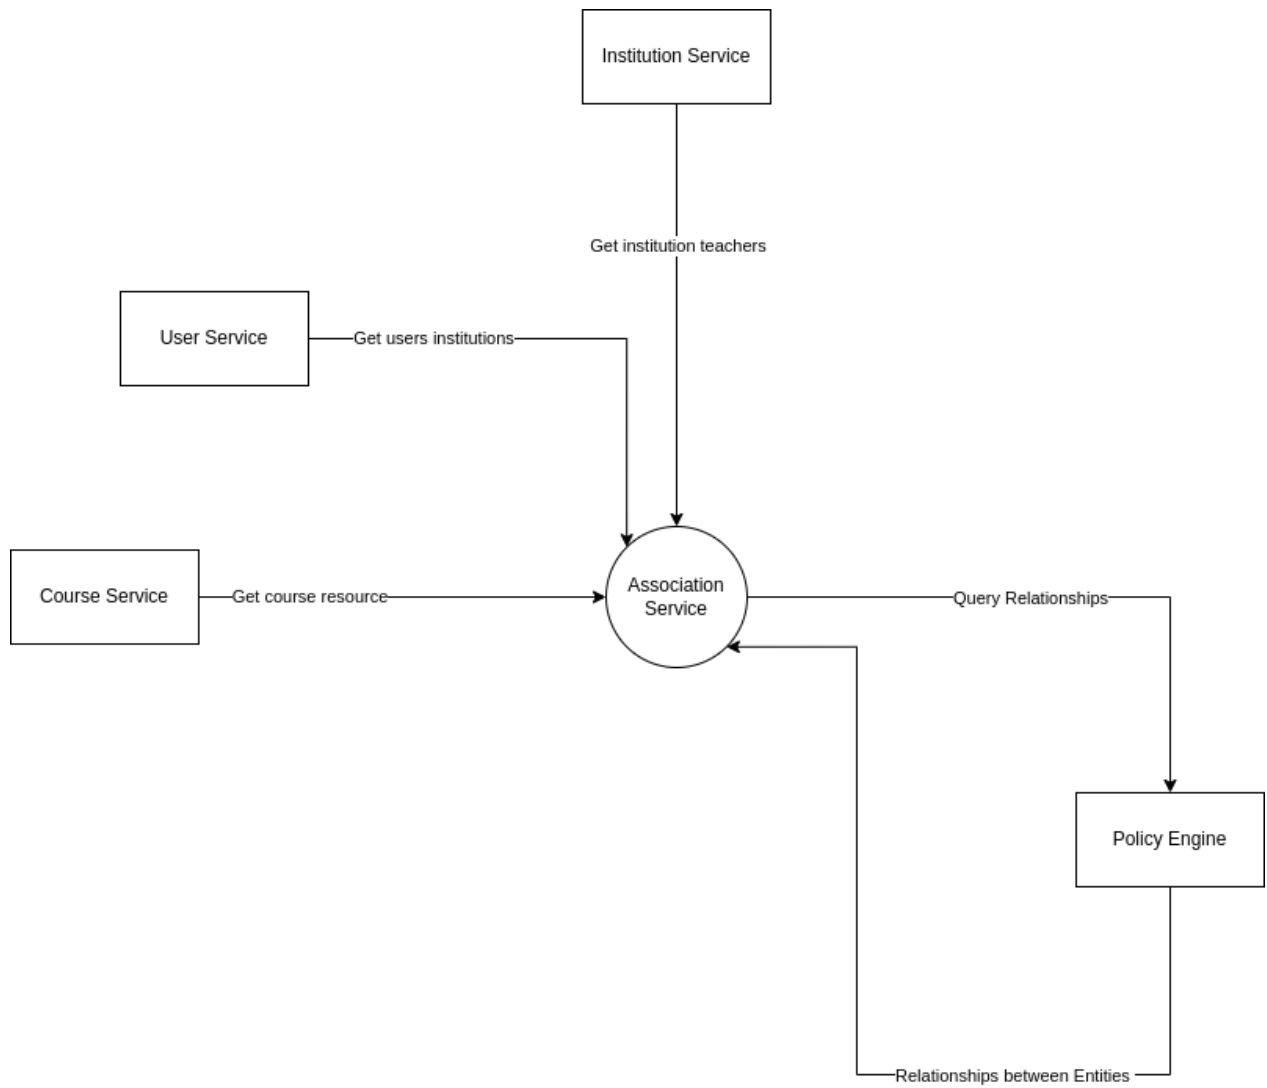 Institution Service
Get institution teachers
User Service
Get users institutions
Course Service
Get course resource
Association
Service
Query Relationships
Policy Engine
Relationships between Entities